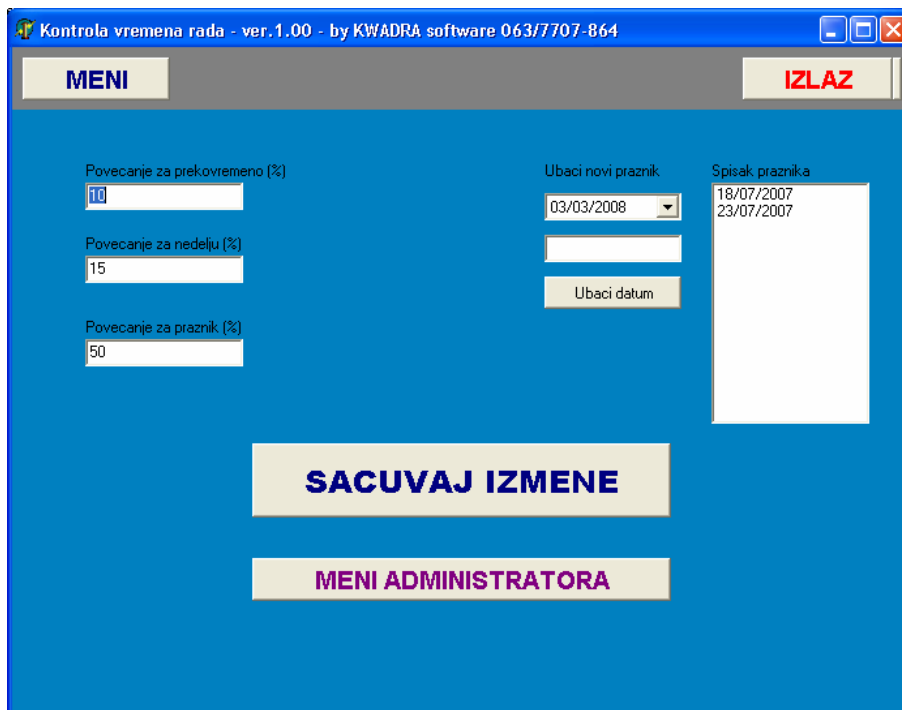 Kontrola vremena rada - ver.1.00 - by KWADRA software 063/7707-864
MENI
IZLAZ
Povecanje za prekovremeno (%)
10
Povecanje za nedelju (%)
15
Povecanje za praznik (%)
50
Ubaci novi praznik
03/03/2008
Ubaci datum
Spisak praznika
18/07/2007
23/07/2007
SACUVAJ IZMENE
MENI ADMINISTRATORA